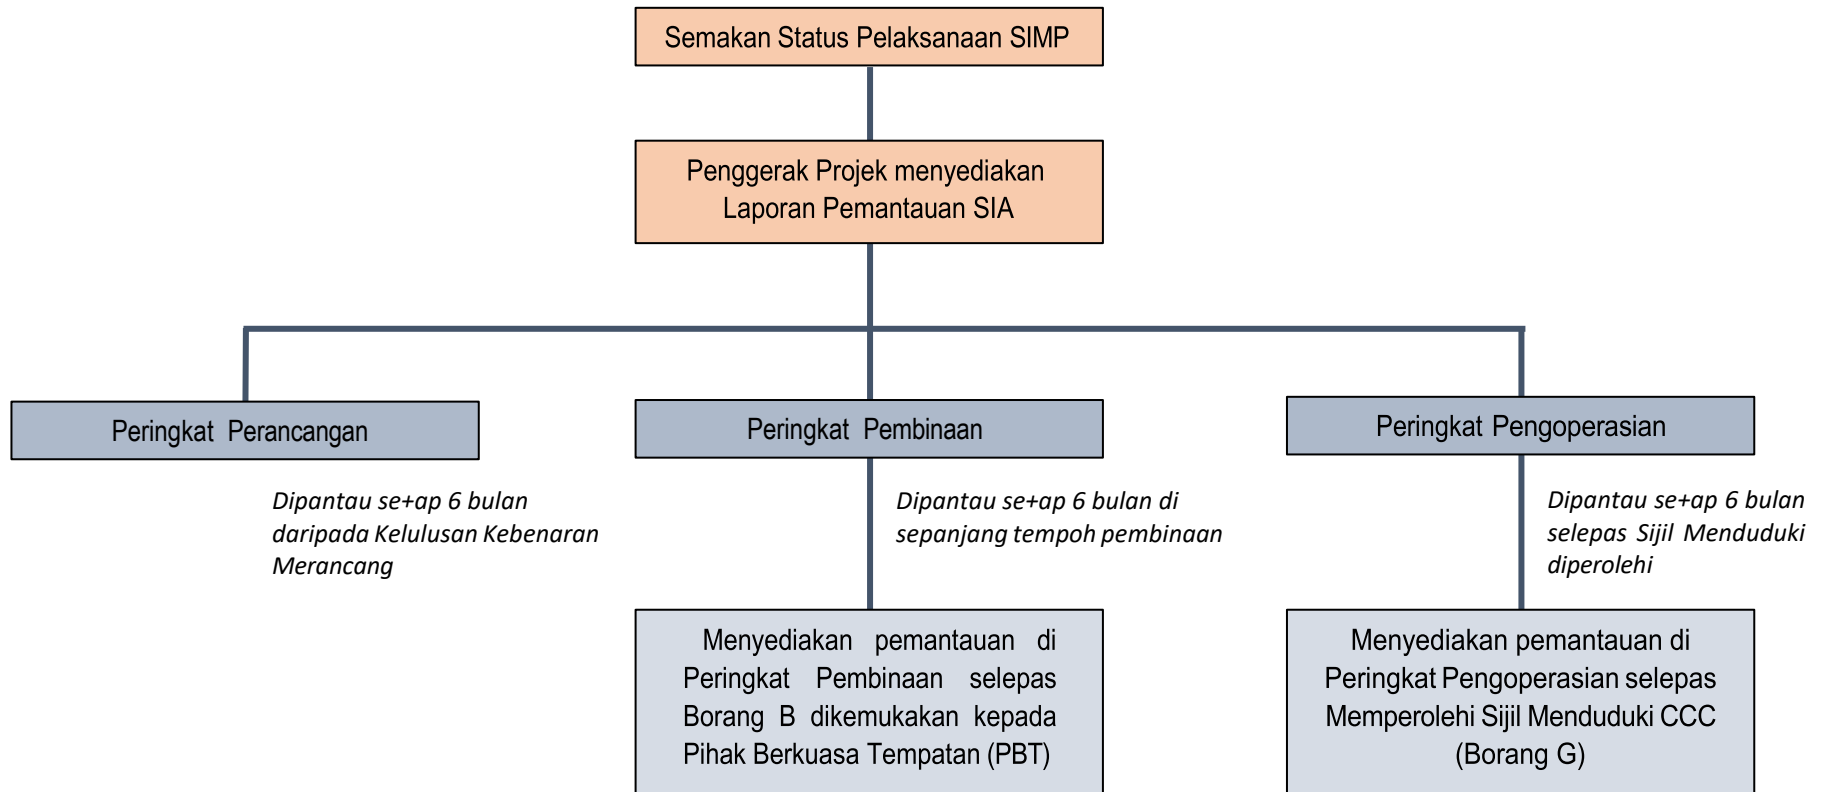 Semakan Status Pelaksanaan SIMP
Penggerak Projek menyediakan
Laporan Pemantauan SIA
Peringkat Perancangan
Peringkat Pembinaan
Peringkat Pengoperasian
Dipantau se+ap 6 bulan
daripada Kelulusan Kebenaran
Merancang
Dipantau se+ap 6 bulan di
sepanjang tempoh pembinaan
Dipantau se+ap 6 bulan
selepas Sijil Menduduki
diperolehi
Menyediakan pemantauan di
Peringkat Pembinaan selepas
Borang B dikemukakan kepada
Pihak Berkuasa Tempatan (PBT)
Menyediakan pemantauan di
Peringkat Pengoperasian selepas
Memperolehi Sijil Menduduki CCC
(Borang G)